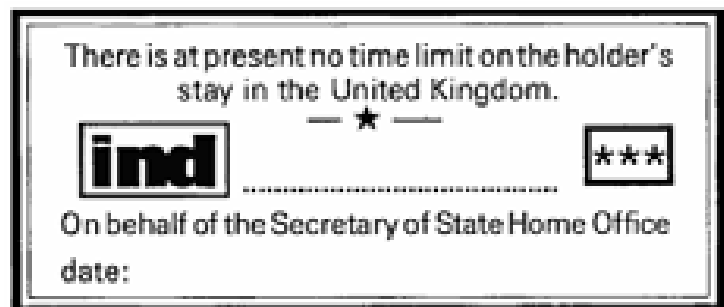 There is at present no time limit on the holder's
stay in the United Kingdom.
— ★ —
ind ................................ ***
On behalf of the Secretary of State Home Office
date: